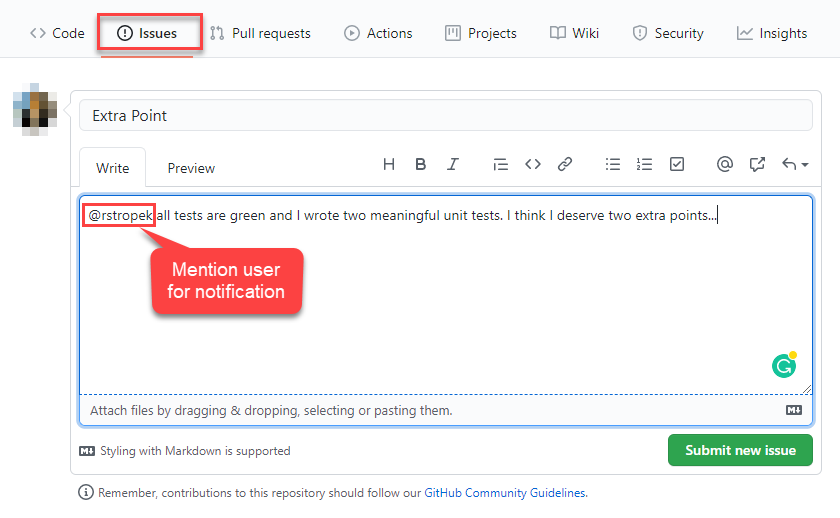 Code Issues Pull requests Actions Projects Wiki Security Insights
Extra Point
Write Preview
@rstropek all tests are green and I wrote two meaningful unit tests. I think I deserve two extra points...
Mention user
for notification
Attach files by dragging & dropping, selecting or pasting them.
Styling with Markdown is supported
Submit new issue
Remember, contributions to this repository should follow our GitHub Community Guidelines.